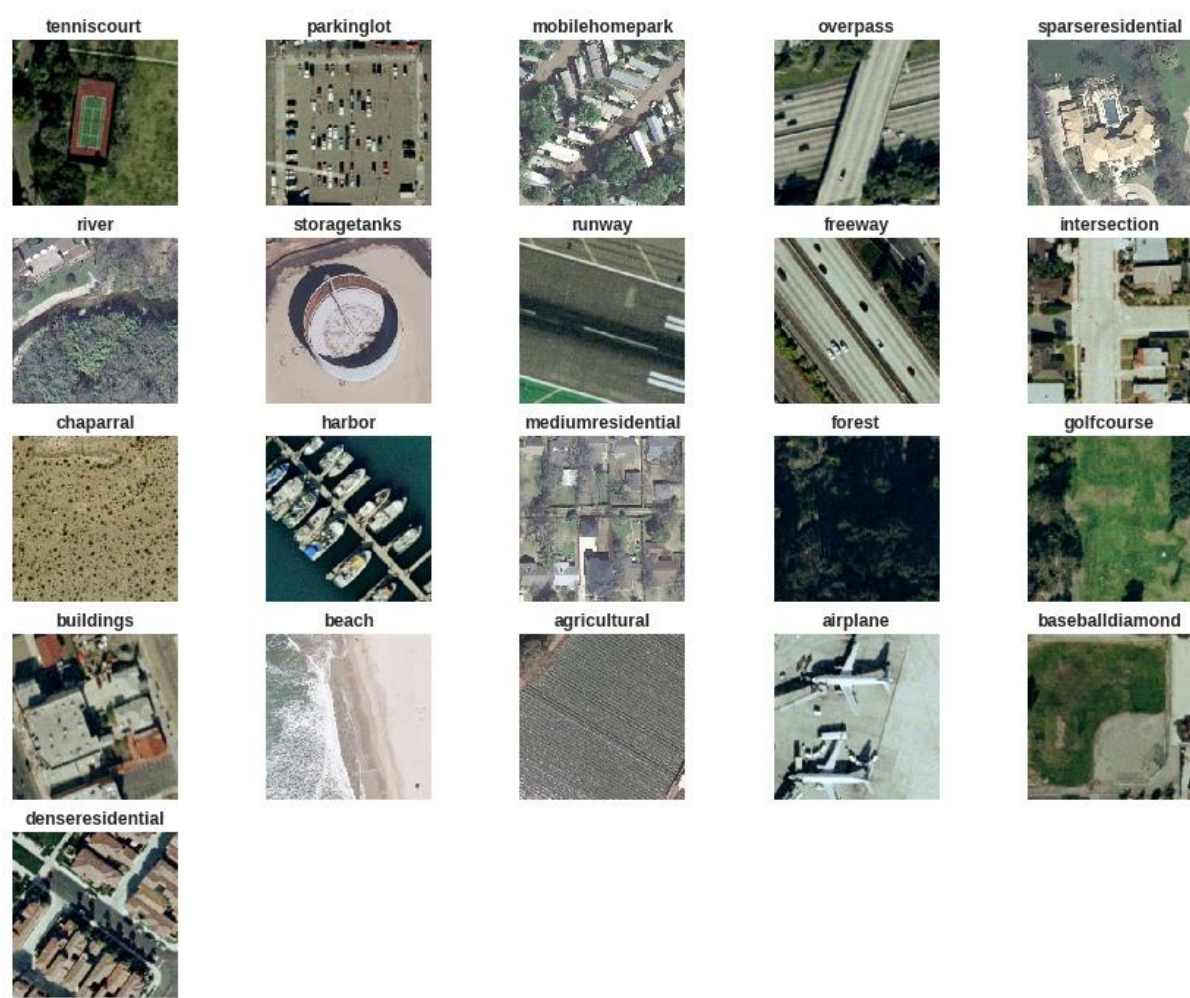 tenniscourt parkinglot mobilehomepark overpass sparseresidential
river storagetanks runway freeway intersection
chaparral harbor mediumresidential forest golfcourse
buildings beach agricultural airplane baseballdiamond
denseresidential